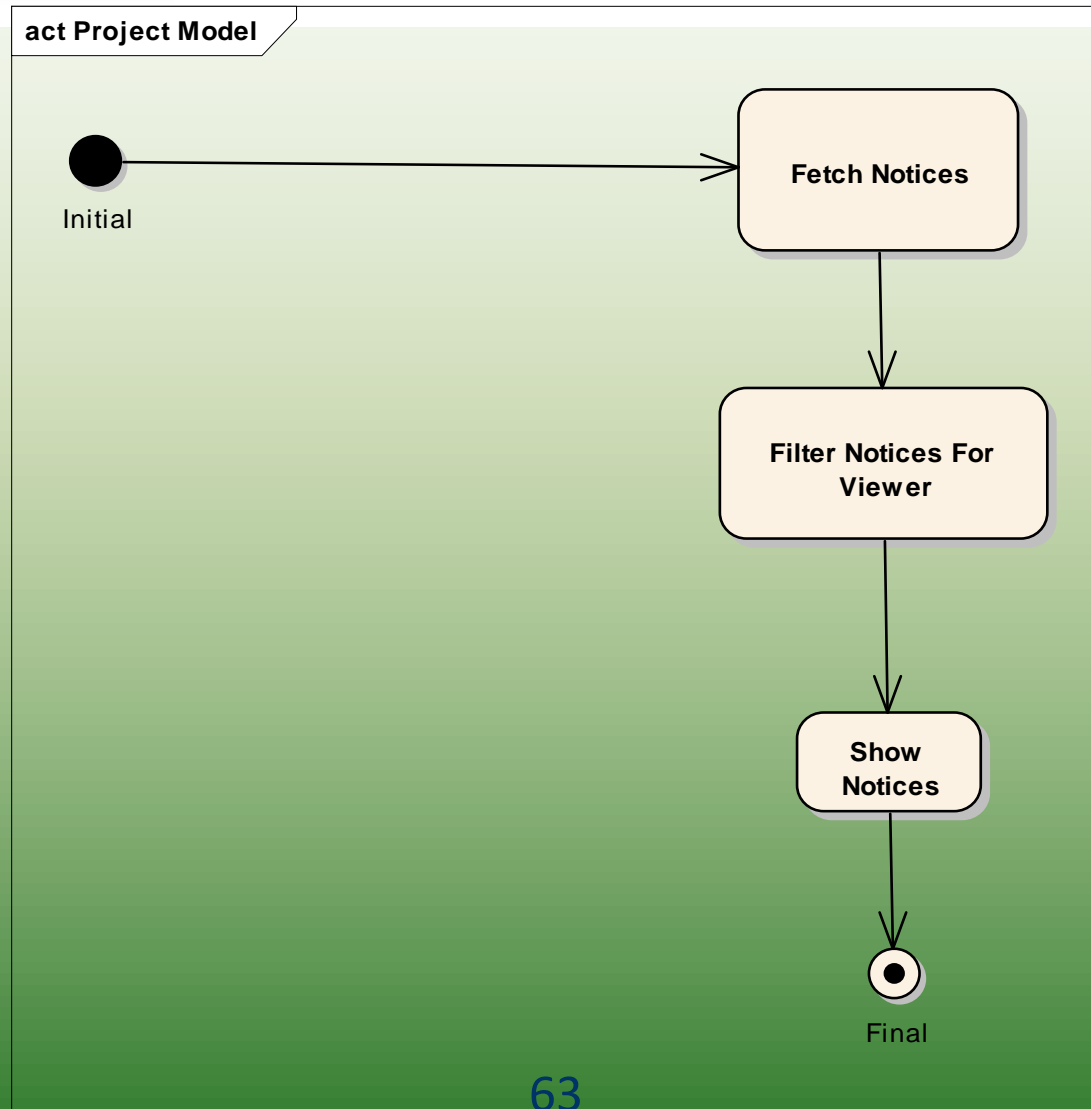 act Project Model
Initial
Fetch Notices
Filter Notices For
Viewer
Show
Notices
Final
63